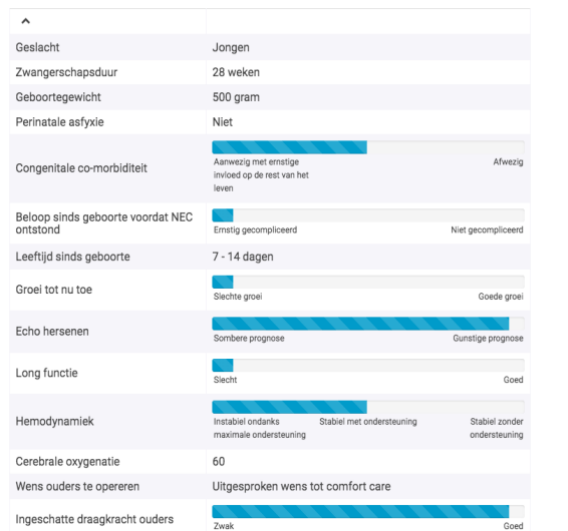 Geslacht Jongen
Zwangerschapsduur 28 weken
Geboortegewicht 500 gram
Perinatale asfyxie Niet
Congenitale co-morbiditeit
Aanwezig met ernstige Afwezig
invloed op de rest van het
leven
Beloop sinds geboorte voordat NEC
ontstond
Ernstig gecompliceerd Niet gecompliceerd
Leeftijd sinds geboorte 7 - 14 dagen
Groei tot nu toe
Slechte groei Goede groei
Echo hersenen
Sombere prognose Gunstige prognose
Long functie
Slecht Goed
Hemodynamiek
Instabiel ondanks Stabiel met ondersteuning Stabiel zonder
maximale ondersteuning ondersteuning
Cerebrale oxygenatie 60
Wens ouders te opereren Uitgesproken wens tot comfort care
Ingeschatte draagkracht ouders
Zwak Goed